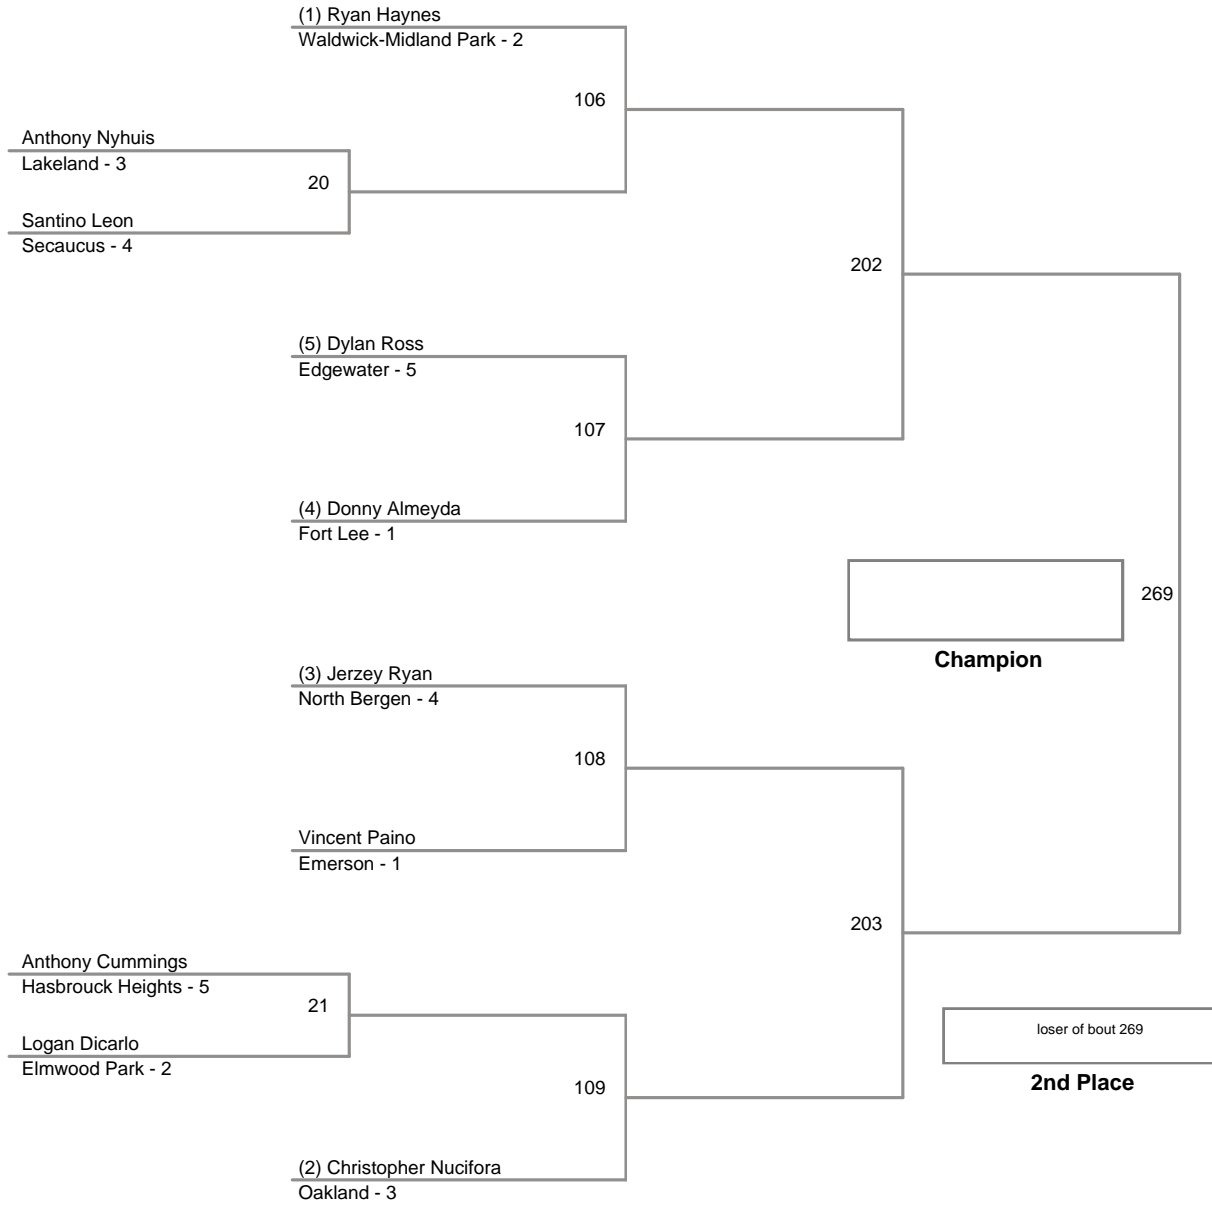 (1) Ryan Haynes
Waldwick-Midland Park - 2
106
Anthony Nyhuis
Lakeland - 3
20
Santino Leon
Secaucus - 4
202
(5) Dylan Ross
Edgewater - 5
107
(4) Donny Almeyda
Fort Lee - 1
269
Champion
(3) Jerzey Ryan
North Bergen - 4
108
Vincent Paino
Emerson - 1
203
Anthony Cummings
Hasbrouck Heights - 5
21
Logan Dicarlo
Elmwood Park - 2
loser of bout 269
2nd Place
109
(2) Christopher Nucifora
Oakland - 3